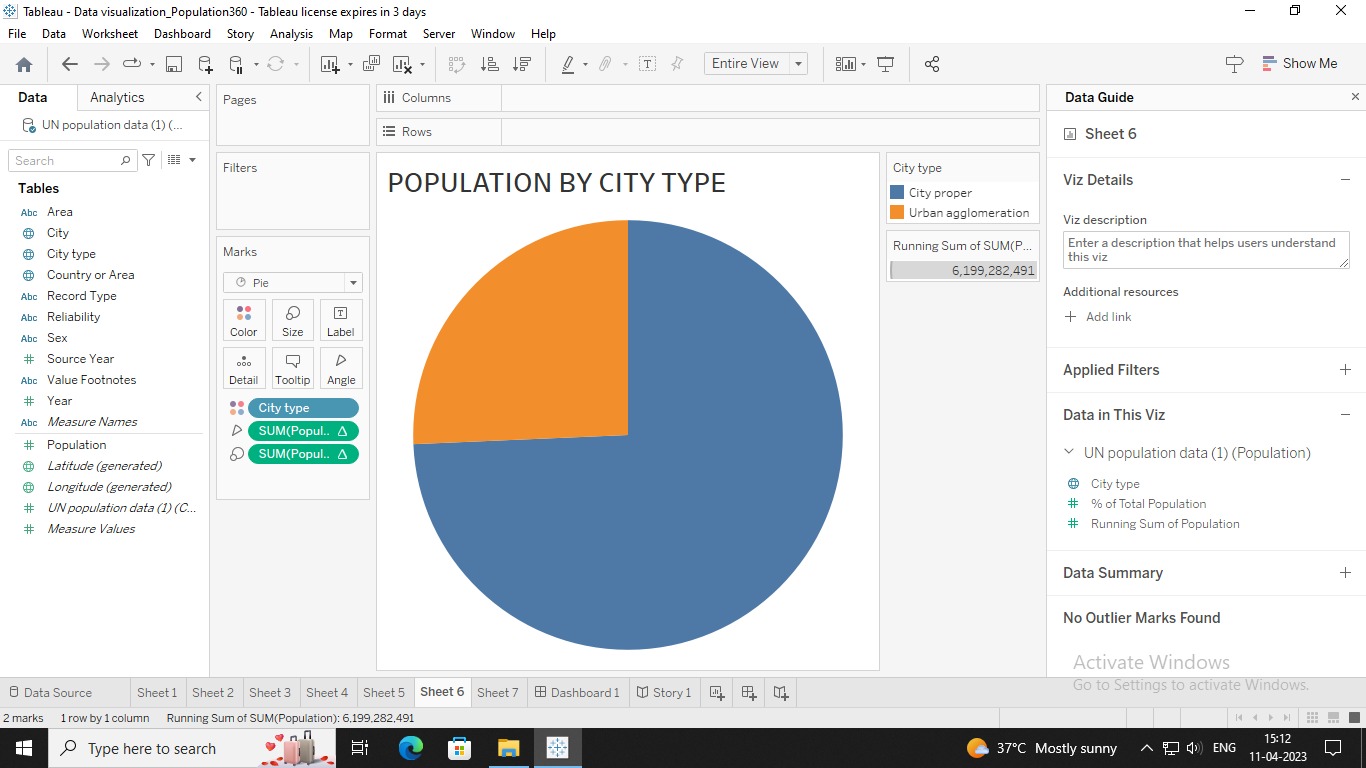 Tableau - Data visualization_Population360 - Tableau license expires in 3 days
File Data Worksheet Dashboard Story Analysis Map Format Server Window Help
Entire View
Show Me
Data Analytics
UN population data (1) (...
Search
Tables
Abc Area
City
City type
Country or Area
Abc Record Type
Abc Reliability
Abc Sex
Source Year
Abc Value Footnotes
Year
Abc Measure Names
Population
Latitude (generated)
Longitude (generated)
UN population data (1) (C...
Measure Values
Pages
Filters
Marks
Pie
Color Size Label
Detail Tooltip Angle
City type
SUM(Popul.. Δ
SUM(Popul.. Δ
Columns
Rows
POPULATION BY CITY TYPE
City type
City proper
Urban agglomeration
Running Sum of SUM(P...
6,199,282,491
Data Guide
Sheet 6
Viz Details
Viz description
Enter a description that helps users understand
this viz
Additional resources
Add link
Applied Filters
Data in This Viz
UN population data (1) (Population)
City type
% of Total Population
Running Sum of Population
Data Summary
No Outlier Marks Found
Activate Windows
Go to Settings to activate Windows.
Data Source Sheet 1 Sheet 2 Sheet 3 Sheet 4 Sheet 5 Sheet 6 Sheet 7 Dashboard 1 Story 1
2 marks 1 row by 1 column Running Sum of SUM(Population): 6,199,282,491
Type here to search
37°C Mostly sunny
ENG
15:12
11-04-2023